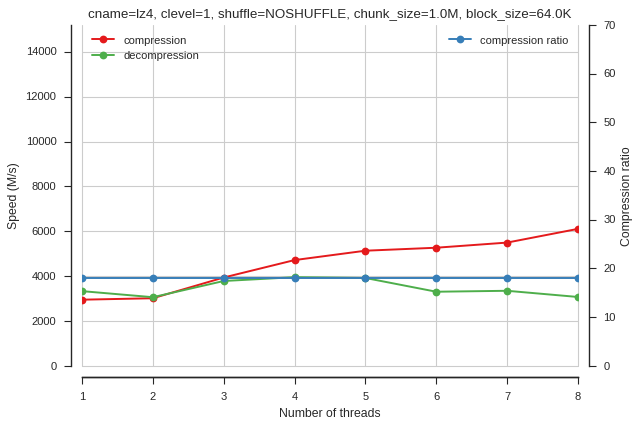 cname=lz4, clevel=1, shuffle=NOSHUFFLE, chunk_size=1.0M, block_size=64.0K
compression
decompression
compression ratio
14000
12000
10000
8000
6000
4000
2000
0
Speed (M/s)
70
60
50
40
30
20
10
0
Compression ratio
1 2 3 4 5 6 7 8
Number of threads